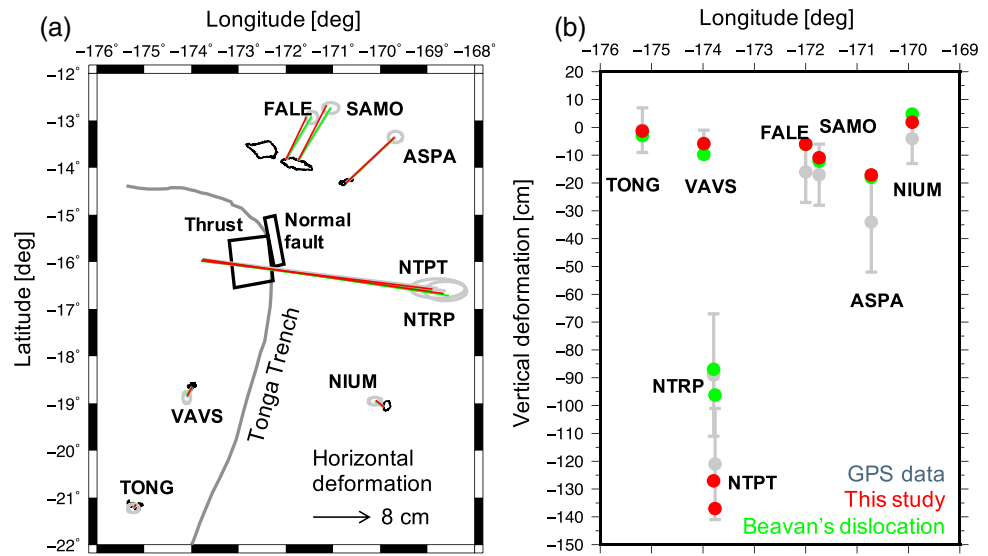 (a)
Longitude [deg]
−176° −175° −174° −173° −172° −171° −170° −169° −168°
Latitude [deg]
−12°
−13°
−14°
−15°
−16°
−17°
−18°
−19°
−20°
−21°
−22°
FALE SAMO
ASPA
Thrust
Normal
fault
NTPT
NTRP
Tonga Trench
VAVS
NIUM
TONG
Horizontal
deformation
8 cm
(b)
Longitude [deg]
−176 −175 −174 −173 −172 −171 −170 −169
Vertical deformation [cm]
20
10
0
−10
−20
−30
−40
−50
−60
−70
−80
−90
−100
−110
−120
−130
−140
−150
TONG
VAVS
FALE
SAMO
NIUM
ASPA
NTRP
NTPT
GPS data
This study
Beavan's dislocation